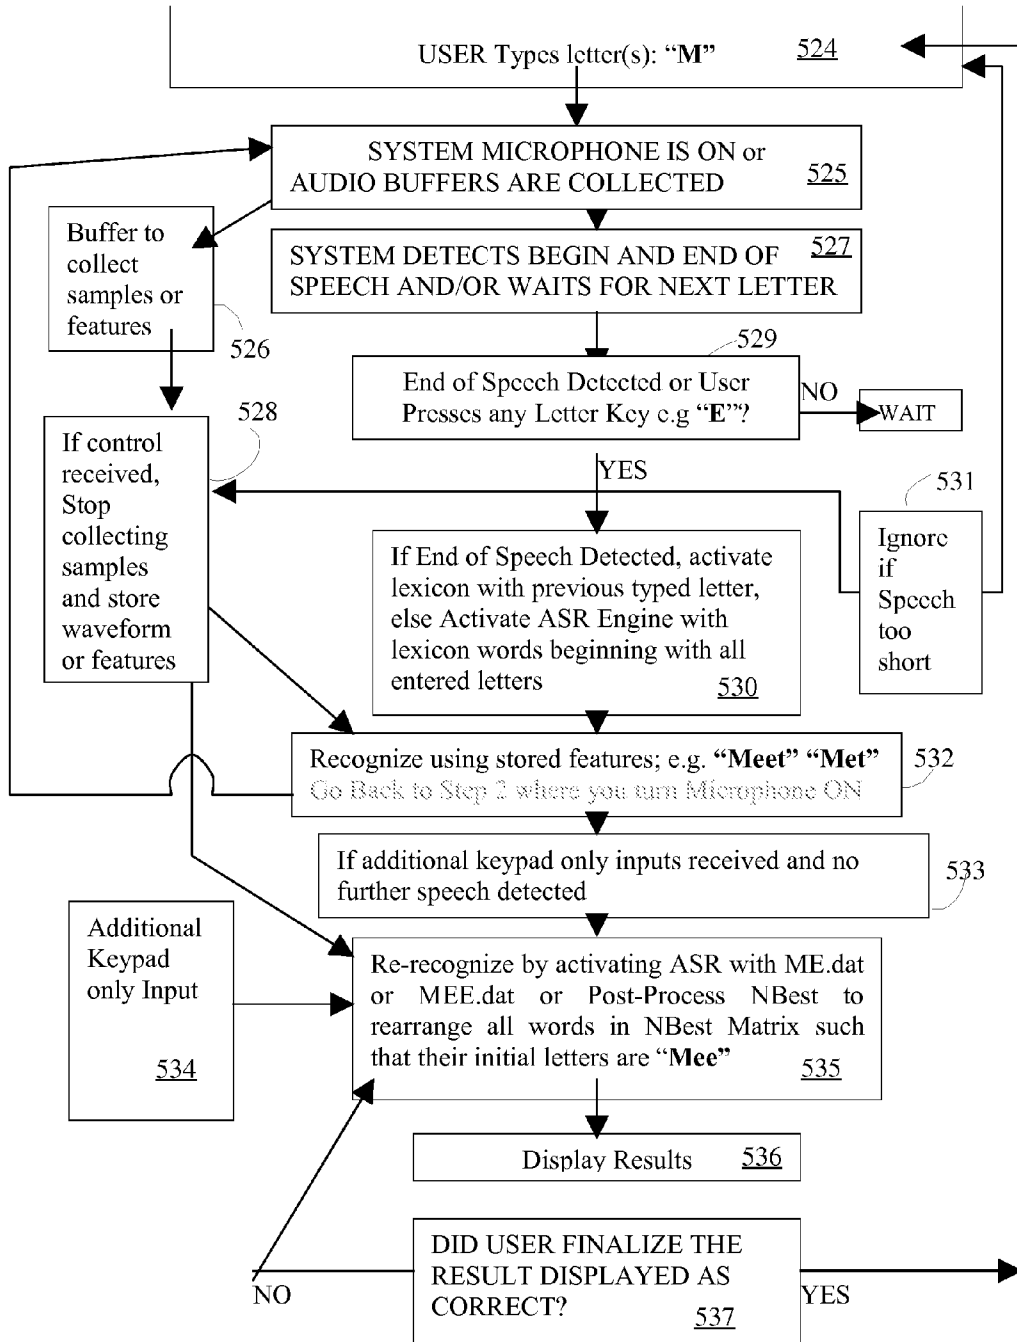 USER Types letter(s): “M”
524
SYSTEM MICROPHONE IS ON or
AUDIO BUFFERS ARE COLLECTED
525
Buffer to
collect
samples or
features
526
SYSTEM DETECTS BEGIN AND END OF
SPEECH AND/OR WAITS FOR NEXT LETTER
527
529
End of Speech Detected or User
Presses any Letter Key e.g “E”?
NO
WAIT
528
If control
received,
Stop
collecting
samples
and store
waveform
or features
YES
531
Ignore
if
Speech
too
short
If End of Speech Detected, activate
lexicon with previous typed letter,
else Activate ASR Engine with
lexicon words beginning with all
entered letters
530
Recognize using stored features; e.g. “Meet” “Met”
Go Back to Step 2 where you turn Microphone ON
532
If additional keypad only inputs received and no
further speech detected
533
Additional
Keypad
only Input
534
Re-recognize by activating ASR with ME.dat
or MEE.dat or Post-Process NBest to
rearrange all words in NBest Matrix such
that their initial letters are “Mee”
535
Display Results
536
DID USER FINALIZE THE
RESULT DISPLAYED AS
CORRECT?
537
NO
YES